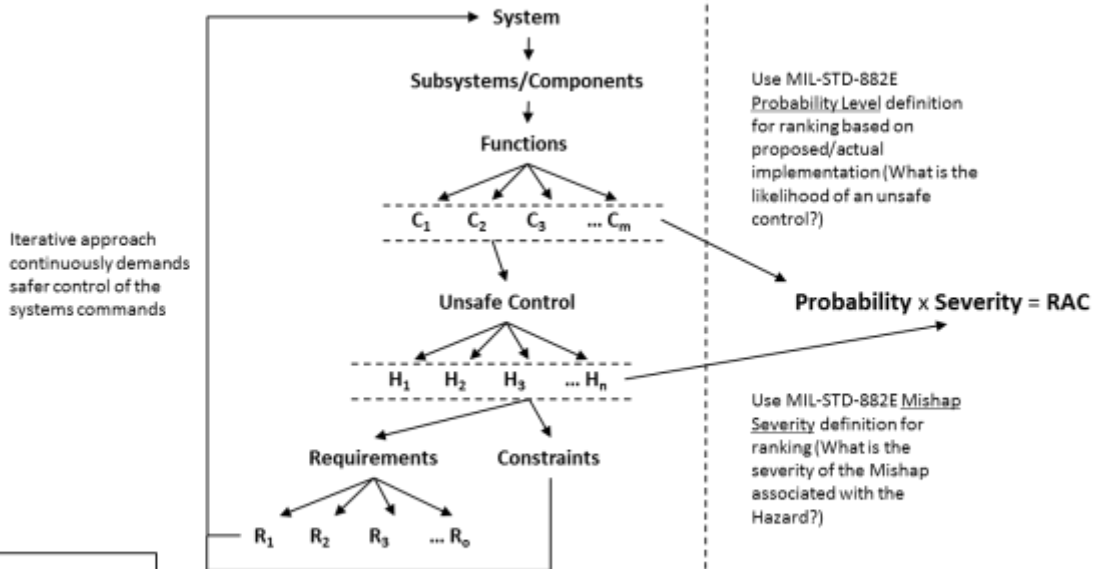 System
Subsystems/Components
Functions
C₁ C₂ C₃ ... Cₘ
Unsafe Control
H₁ H₂ H₃ ... Hₙ
Requirements Constraints
R₁ R₂ R₃ ... Rₒ
Iterative approach
continuously demands
safer control of the
systems commands
Use MIL-STD-882E
Probability Level definition
for ranking based on
proposed/actual
implementation (What is the
likelihood of an unsafe
control?)
Probability x Severity = RAC
Use MIL-STD-882E Mishap
Severity definition for
ranking (What is the
severity of the Mishap
associated with the
Hazard?)